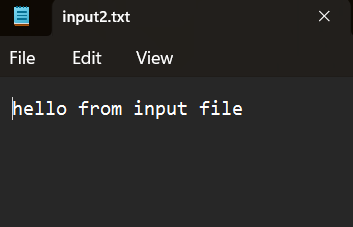 input2.txt
File Edit View
hello from input file